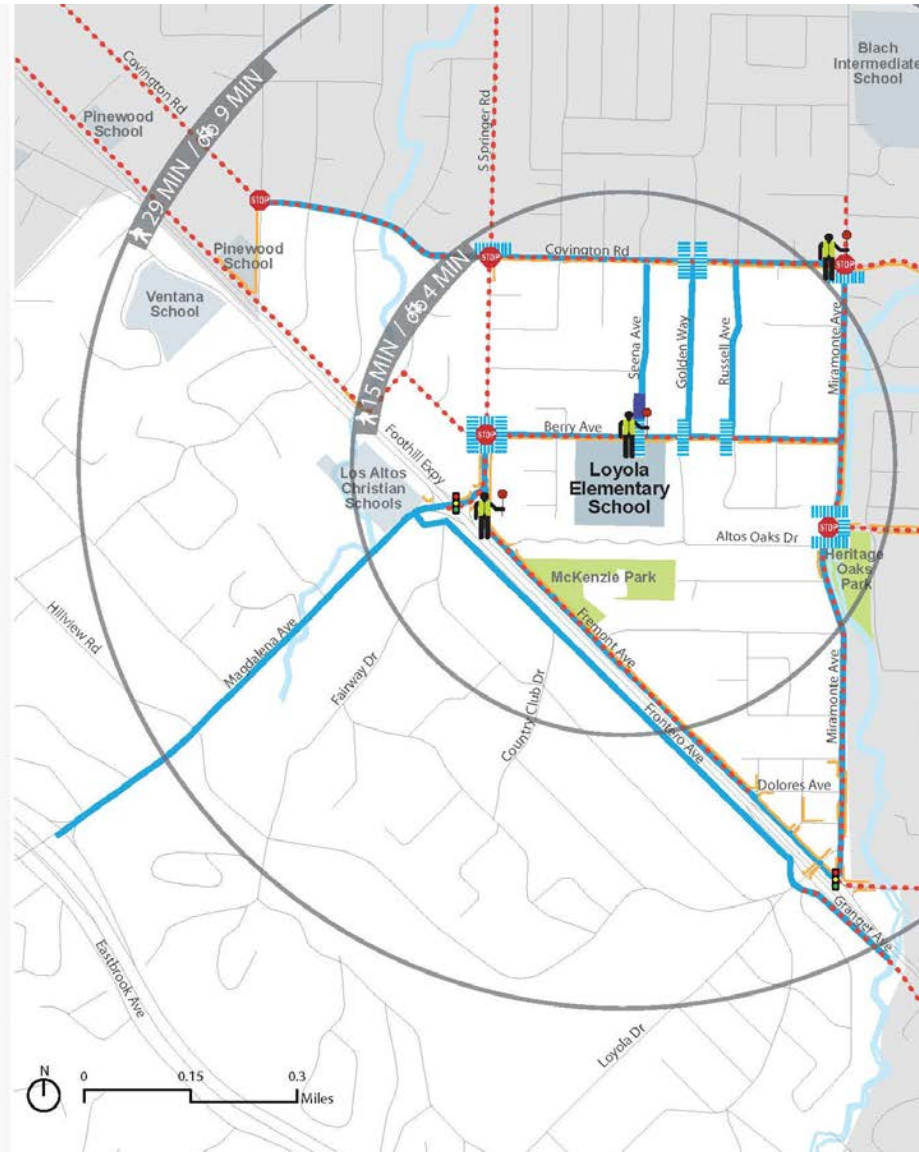 Blach
Intermediate
School
Covington Rd
Pinewood
School
29 MIN / 9 MIN
S Springer Rd
STOP
Pinewood
School
Ventana
School
15 MIN / 4 MIN
STOP
Covington Rd
STOP
Seena Ave
Golden Way
Russell Ave
Miramonte Ave
STOP
Berry Ave
Foothill Expy
Los Altos
Christian
Schools
Loyola
Elementary
School
Altos Oaks Dr
STOP
Heritage
Oaks
Park
McKenzie Park
Hillview Rd
Magdalena Ave
Fairway Dr
Country Club Dr
Fremont Ave
Frontero Ave
Miramonte Ave
Dolores Ave
Granger Ave
Eastbrook Ave
Loyola Dr
N
0 0.15 0.3
Miles